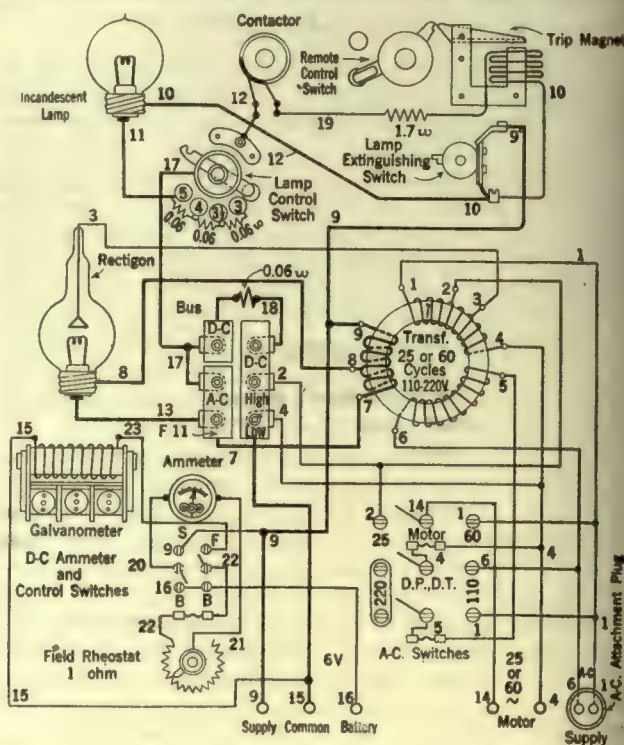 Contactor
Remote
Control
Switch
Trip Magnet
Incandescent
Lamp
10
11
12
19
1.7 ω
10
Lamp
Extinguishing
Switch
9
10
17
12
Lamp
Control
Switch
5
4
3½
3
0.06
0.06
0.06 ω
3
Rectigon
9
1
0.06 ω
Bus
18
D-C
D-C
17
2
A-C
High
8
13
4
F 11
Low
7
1
2
3
4
5
6
7
8
9
Transf.
25 or 60
Cycles
110-220V.
15
23
Ammeter
Galvanometer
D-C Ammeter
and
Control Switches
S
F
9
9
20
22
16
B
B
22
21
Field Rheostat
1 ohm
15
6V
2
25
14
1
60
Motor
4
4
6
D.P., D.T.
220
110
5
1
A-C. Switches
1
25
or
60
~
9
15
16
14
4
Supply
Common
Battery
Motor
6
A-C
1
Supply
A-C. Attachment Plug